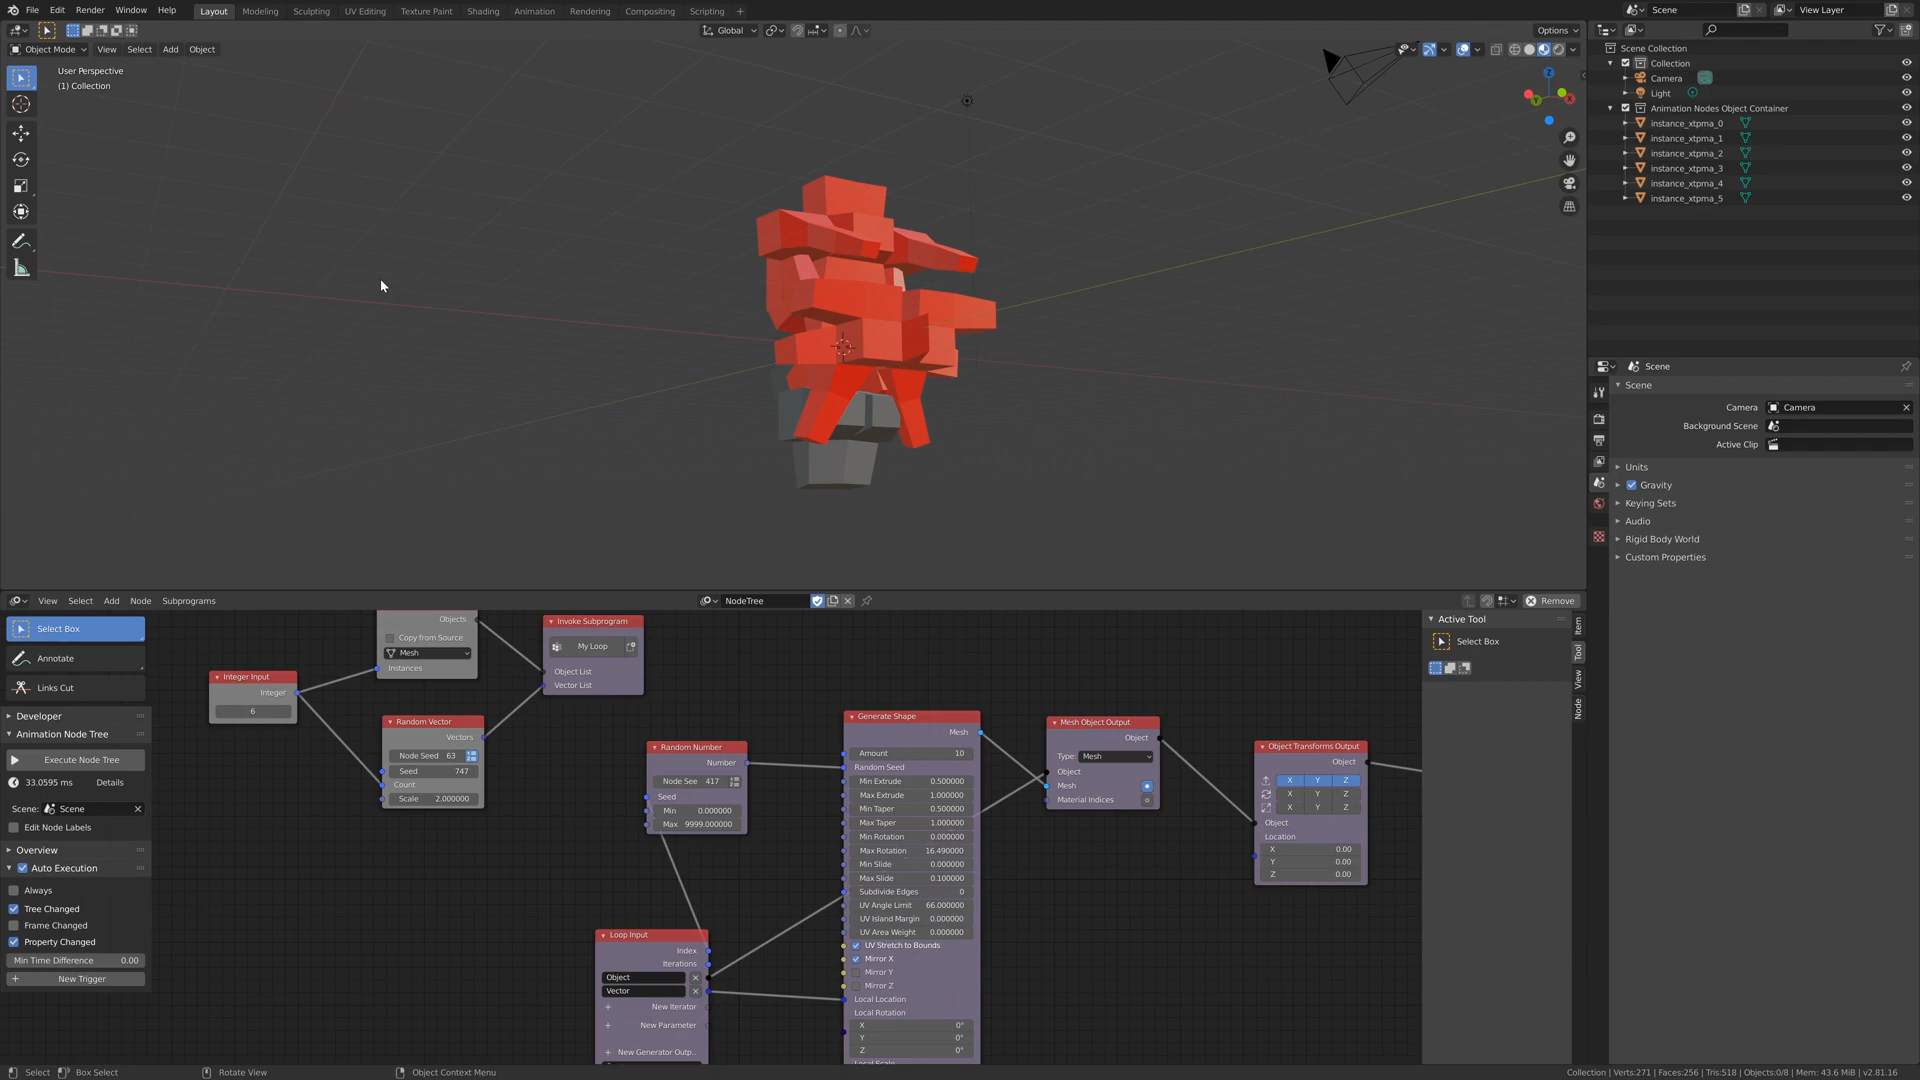 File Edit Render Window Help Layout Modeling Sculpting UV Editing Texture Paint Shading Animation Rendering Compositing Scripting + Scene View Layer
Global Options
Object Mode View Select Add Object
User Perspective
(1) Collection
Scene Collection
Collection
Camera
Light
Animation Nodes Object Container
instance_xtpma_0
instance_xtpma_1
instance_xtpma_2
instance_xtpma_3
instance_xtpma_4
instance_xtpma_5
Scene
Scene
Camera Camera
Background Scene
Active Clip
Units
Gravity
Keying Sets
Audio
Rigid Body World
Custom Properties
View Select Add Node Subprograms NodeTree Remove
Select Box
Annotate
Links Cut
Developer
Animation Node Tree
Execute Node Tree
33.0595 ms Details
Scene: Scene
Edit Node Labels
Overview
Auto Execution
Always
Tree Changed
Frame Changed
Property Changed
Min Time Difference 0.00
New Trigger
Integer Input
Integer
6
Objects
Copy from Source
Mesh
Instances
Random Vector
Vectors
Node Seed 63
Seed 747
Count
Scale 2.000000
Invoke Subprogram
My Loop
Object List
Vector List
Random Number
Number
Node See 417
Seed
Min 0.000000
Max 9999.000000
Loop Input
Index
Iterations
Object
Vector
New Iterator
New Parameter
New Generator Outp..
Generate Shape
Mesh
Amount 10
Random Seed
Min Extrude 0.500000
Max Extrude 1.000000
Min Taper 0.500000
Max Taper 1.000000
Min Rotation 0.000000
Max Rotation 16.490000
Min Slide 0.000000
Max Slide 0.100000
Subdivide Edges 0
UV Angle Limit 66.000000
UV Island Margin 0.000000
UV Area Weight 0.000000
UV Stretch to Bounds
Mirror X
Mirror Y
Mirror Z
Local Location
Local Rotation
X 0°
Y 0°
Z 0°
Local Scale
Mesh Object Output
Object
Type: Mesh
Object
Mesh
Material Indices
Object Transforms Output
Object
X Y Z
X Y Z
X Y Z
Object
Location
X 0.00
Y 0.00
Z 0.00
Active Tool
Select Box
Item
Tool
View
Node
Select Box Select Rotate View Object Context Menu Collection | Verts:271 | Faces:256 | Tris:518 | Objects:0/8 | Mem: 43.6 MiB | v2.81.16